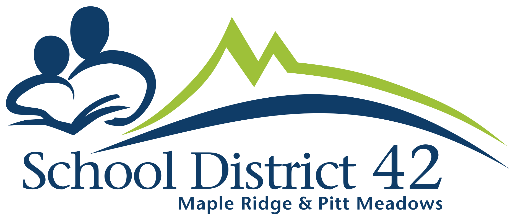 School District 42
Maple Ridge & Pitt Meadows